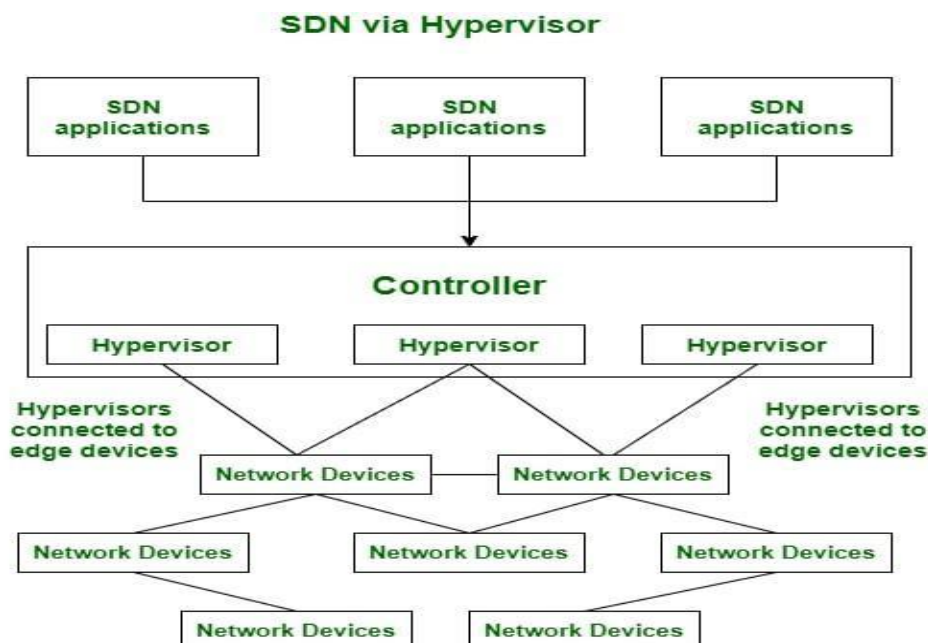 SDN via Hypervisor
SDN
applications
SDN
applications
SDN
applications
Controller
Hypervisor
Hypervisor
Hypervisor
Hypervisors
connected to
edge devices
Hypervisors
connected to
edge devices
Network Devices
Network Devices
Network Devices
Network Devices
Network Devices
Network Devices
Network Devices